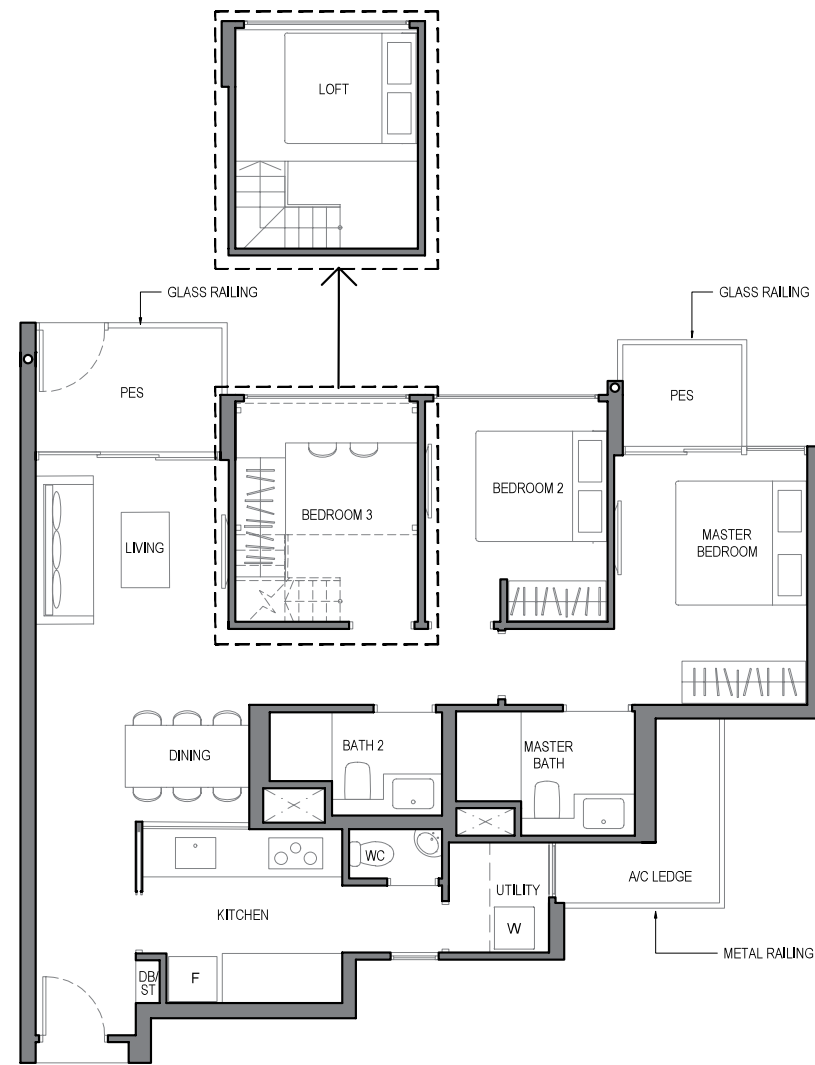 LOFT
GLASS RAILING
GLASS RAILING
PES
PES
BEDROOM 3
BEDROOM 2
MASTER
BEDROOM
LIVING
DINING
BATH 2
MASTER
BATH
WC
UTILITY
A/C LEDGE
KITCHEN
W
METAL RAILING
DB/
ST
F